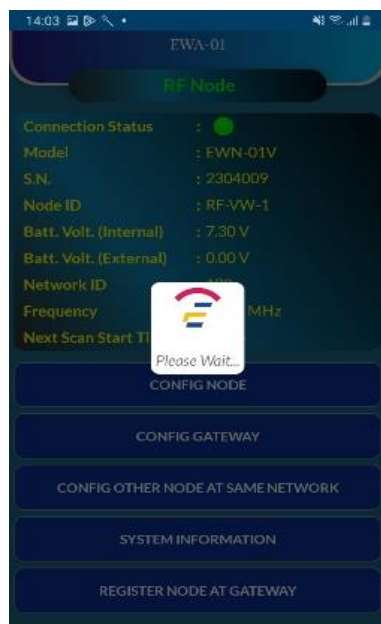 14:03
EWA-01
RF Node
Connection Status :
Model : EWN-01V
S.N. : 2304009
Node ID : RF-VW-1
Batt. Volt. (Internal) : 7.30 V
Batt. Volt. (External) : 0.00 V
Network ID
Frequency MHz
Next Scan Start
Please Wait...
CONFIG NODE
CONFIG GATEWAY
CONFIG OTHER NODE AT SAME NETWORK
SYSTEM INFORMATION
REGISTER NODE AT GATEWAY